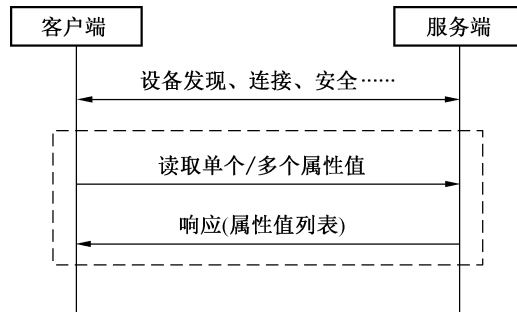 客户端
服务端
设备发现、连接、安全……
读取单个/多个属性值
响应(属性值列表)